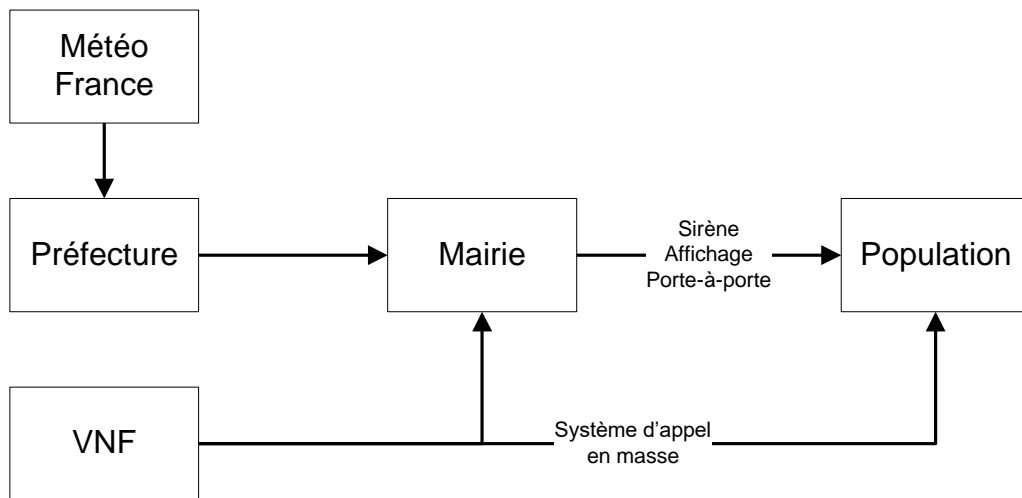 Météo
France
Préfecture
Mairie
Sirène
Affichage
Porte-à-porte
Population
VNF
Système d'appel
en masse